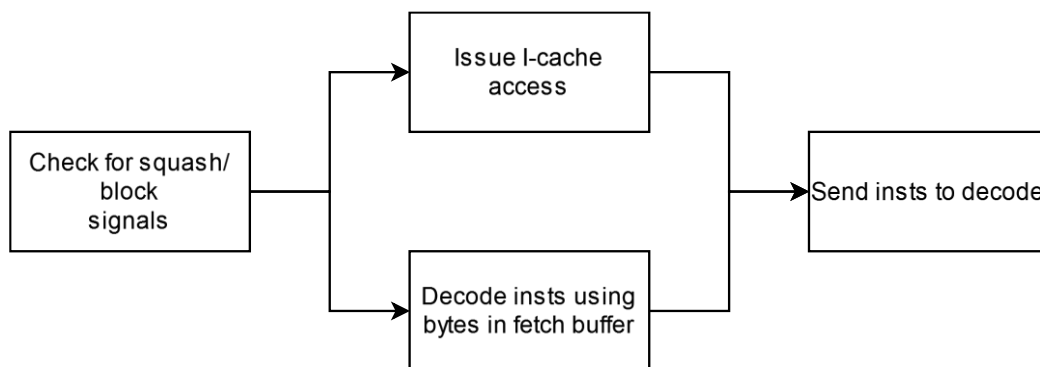 Issue I-cache
access
Check for squash/
block
signals
Send insts to decode
Decode insts using
bytes in fetch buffer